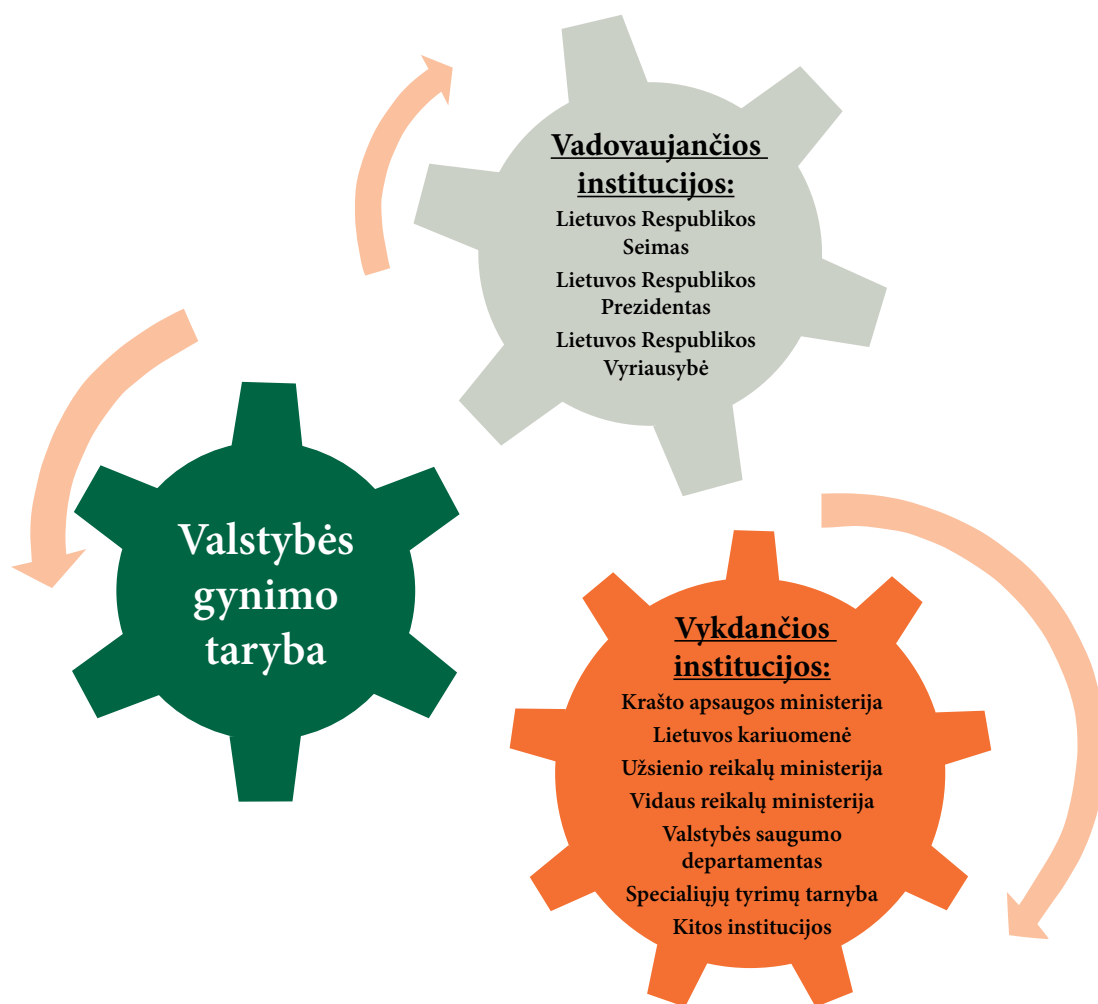 Vadovaujančios
institucijos:
Lietuvos Respublikos
Seimas
Lietuvos Respublikos
Prezidentas
Lietuvos Respublikos
Vyriausybė
Valstybės
gynimo
taryba
Vykdančios
institucijos:
Krašto apsaugos ministerija
Lietuvos kariuomenė
Užsienio reikalų ministerija
Vidaus reikalų ministerija
Valstybės saugumo
departamentas
Specialiųjų tyrimų tarnyba
Kitos institucijos